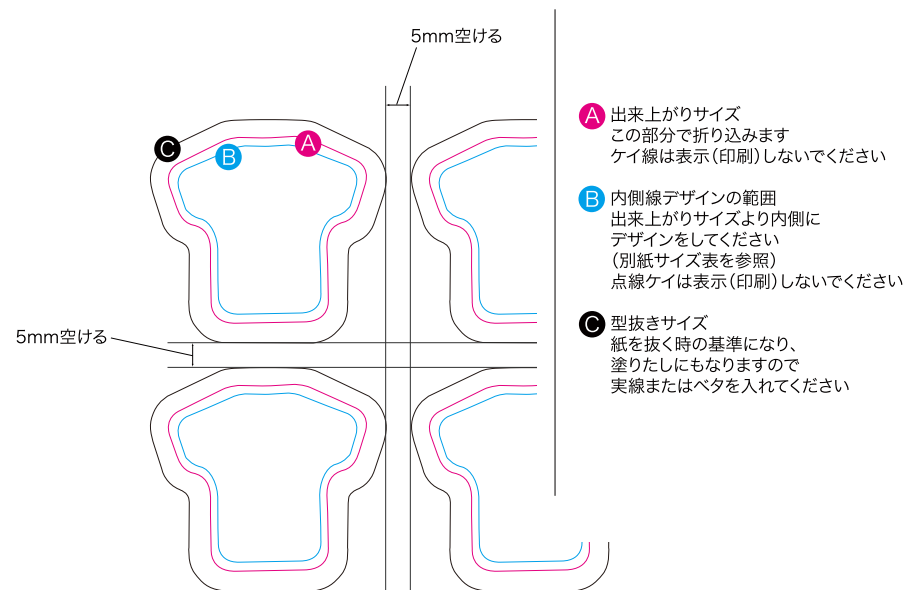 5mm空ける
A 出来上がりサイズ
この部分で折り込みます
ケイ線は表示(印刷)しないでください
B 内側線デザインの範囲
出来上がりサイズより内側に
デザインをしてください
(別紙サイズ表を参照)
点線ケイは表示(印刷)しないでください
C 型抜きサイズ
紙を抜く時の基準になり、
塗りたしにもなりますので
実線またはベタを入れてください
C
B
A
5mm空ける